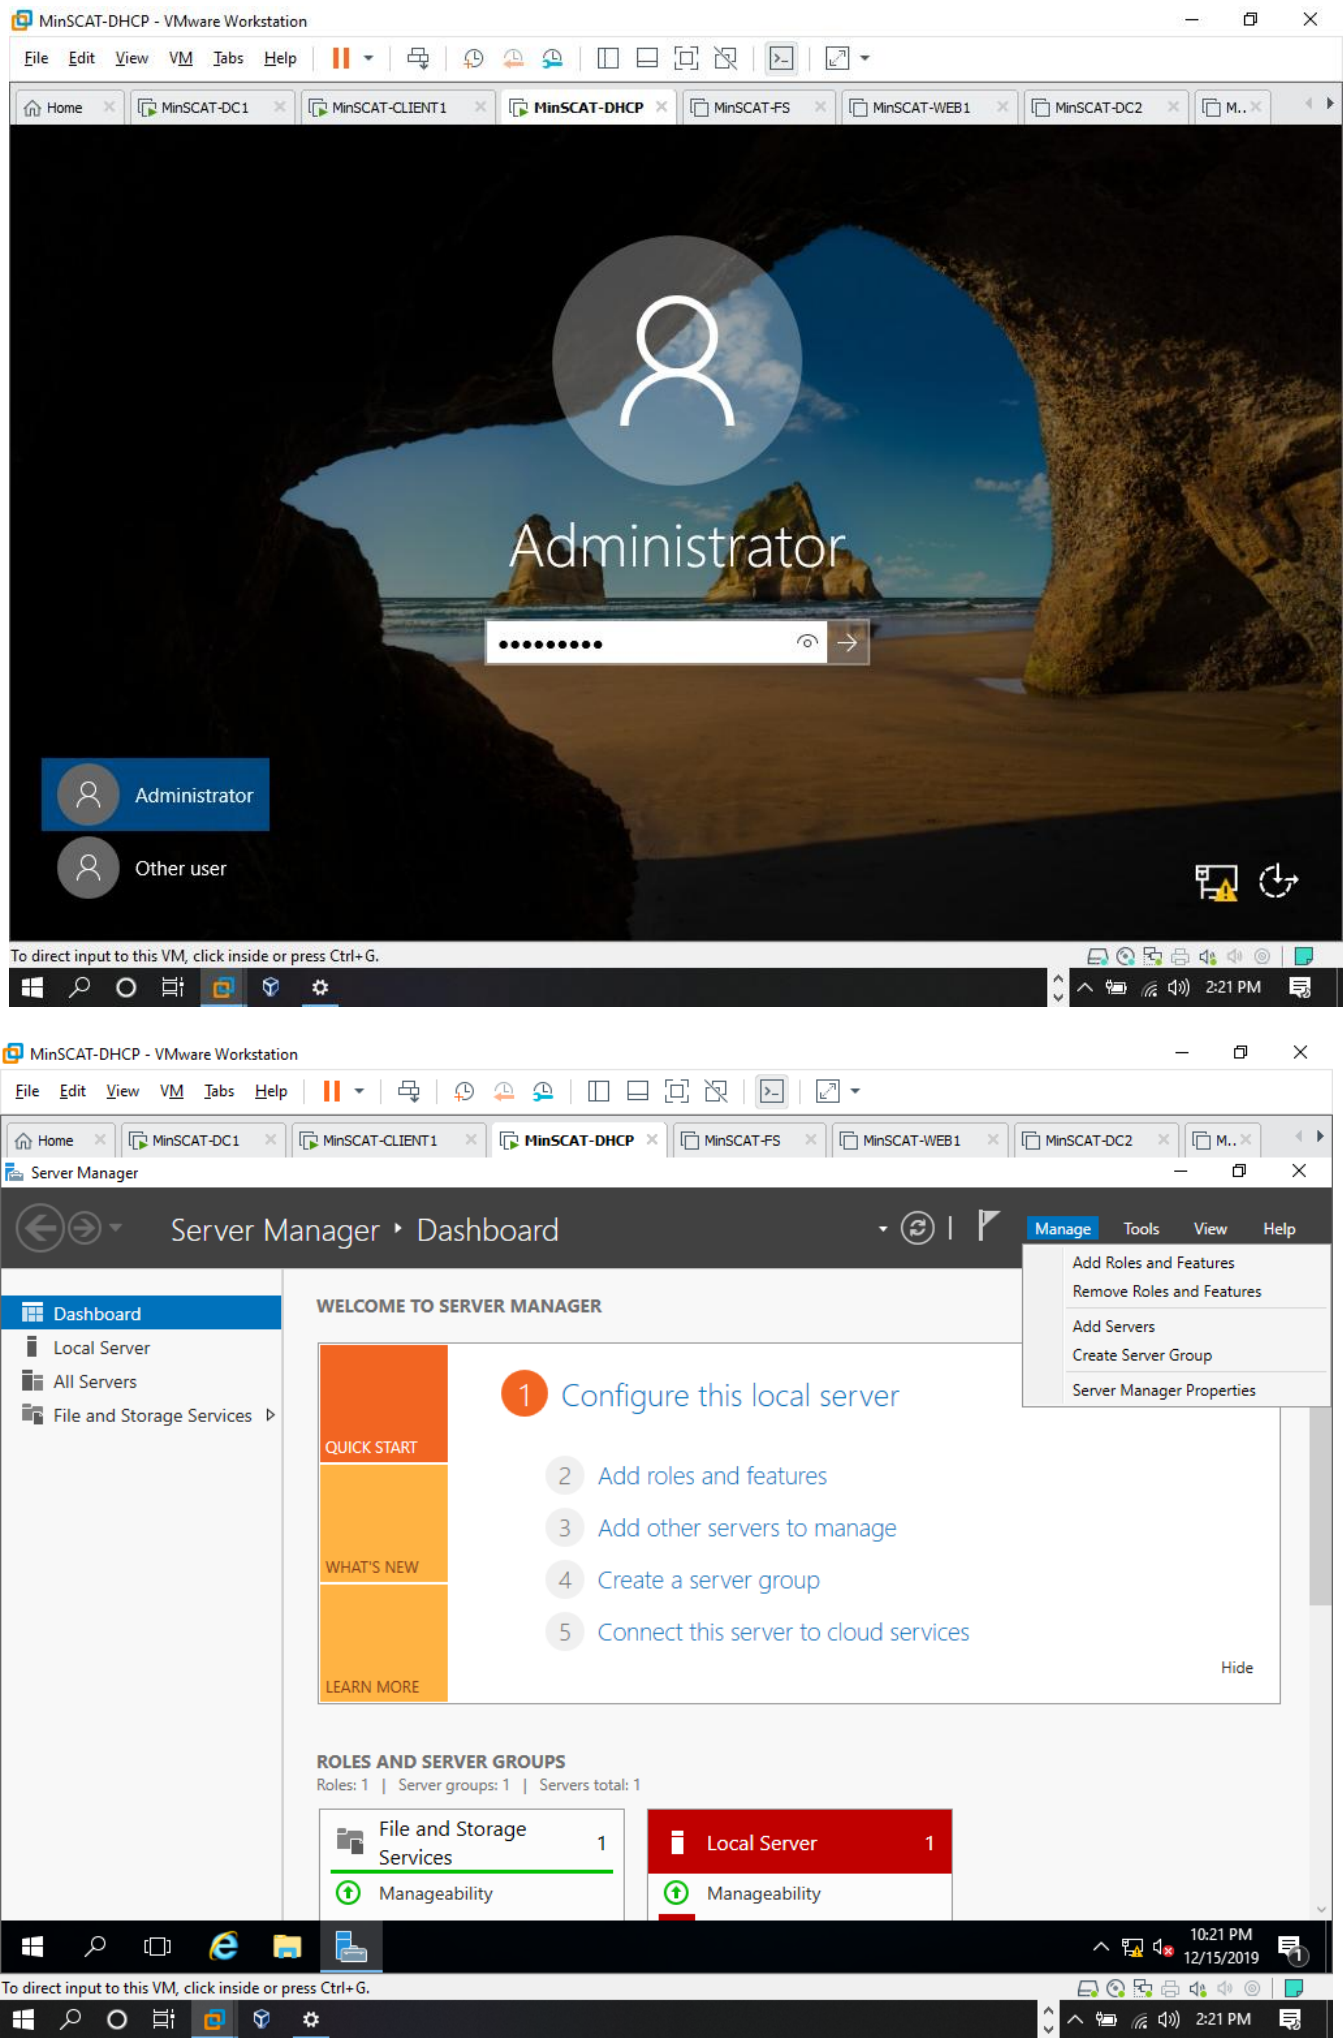 MinSCAT-DHCP - VMware Workstation
File Edit View VM Tabs Help
Home MinSCAT-DC1 MinSCAT-CLIENT1 MinSCAT-DHCP MinSCAT-FS MinSCAT-WEB1 MinSCAT-DC2 M..
Administrator
Administrator
Other user
To direct input to this VM, click inside or press Ctrl+G.
2:21 PM
MinSCAT-DHCP - VMware Workstation
File Edit View VM Tabs Help
Home MinSCAT-DC1 MinSCAT-CLIENT1 MinSCAT-DHCP MinSCAT-FS MinSCAT-WEB1 MinSCAT-DC2 M..
Server Manager
Server Manager • Dashboard Manage Tools View Help
Add Roles and Features
Remove Roles and Features
Add Servers
Create Server Group
Server Manager Properties
Dashboard
Local Server
All Servers
File and Storage Services
WELCOME TO SERVER MANAGER
QUICK START
WHAT'S NEW
LEARN MORE
1 Configure this local server
2 Add roles and features
3 Add other servers to manage
4 Create a server group
5 Connect this server to cloud services
Hide
ROLES AND SERVER GROUPS
Roles: 1 | Server groups: 1 | Servers total: 1
File and Storage
Services 1
Manageability
Local Server 1
Manageability
10:21 PM
12/15/2019
1
To direct input to this VM, click inside or press Ctrl+G.
2:21 PM